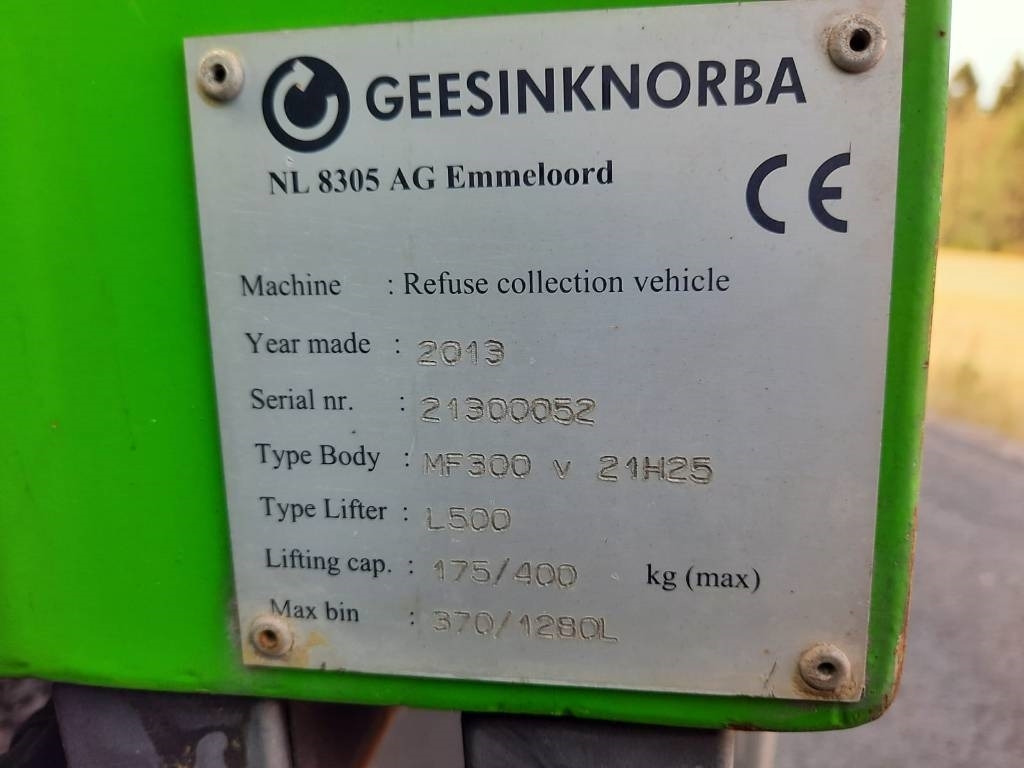 GEESINKNORBA
NL 8305 AG Emmeloord
CE
Machine : Refuse collection vehicle
Year made : 2013
Serial nr. : 21300052
Type Body : MF300 v 21H25
Type Lifter : L500
Lifting cap. : 175/400 kg (max)
Max bin : 370/1280L